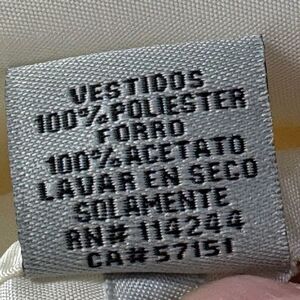 VESTIDOS
100% POLIESTER
FORRO
100% ACETATO
LAVAR EN SECO
SOLAMENTE
RN# 114244
CA# 57151